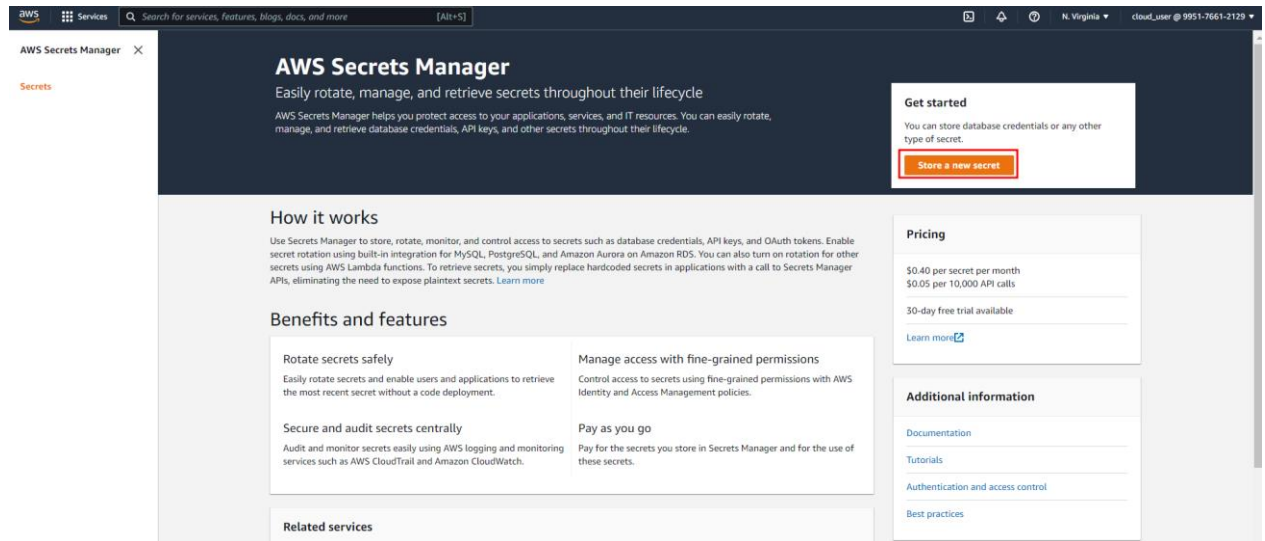 aws
Services
Search for services, features, blogs, docs, and more
[Alt+S]
N. Virginia
cloud_user @ 9951-7661-2129
AWS Secrets Manager
Secrets
AWS Secrets Manager
Easily rotate, manage, and retrieve secrets throughout their lifecycle
AWS Secrets Manager helps you protect access to your applications, services, and IT resources. You can easily rotate,
manage, and retrieve database credentials, API keys, and other secrets throughout their lifecycle.
Get started
You can store database credentials or any other
type of secret.
Store a new secret
How it works
Use Secrets Manager to store, rotate, monitor, and control access to secrets such as database credentials, API keys, and OAuth tokens. Enable
secret rotation using built-in integration for MySQL, PostgreSQL, and Amazon Aurora on Amazon RDS. You can also turn on rotation for other
secrets using AWS Lambda functions. To retrieve secrets, you simply replace hardcoded secrets in applications with a call to Secrets Manager
APIs, eliminating the need to expose plaintext secrets. Learn more
Benefits and features
Rotate secrets safely
Easily rotate secrets and enable users and applications to retrieve
the most recent secret without a code deployment.
Manage access with fine-grained permissions
Control access to secrets using fine-grained permissions with AWS
Identity and Access Management policies.
Secure and audit secrets centrally
Audit and monitor secrets easily using AWS logging and monitoring
services such as AWS CloudTrail and Amazon CloudWatch.
Pay as you go
Pay for the secrets you store in Secrets Manager and for the use of
these secrets.
Related services
Pricing
$0.40 per secret per month
$0.05 per 10,000 API calls
30-day free trial available
Learn more
Additional information
Documentation
Tutorials
Authentication and access control
Best practices